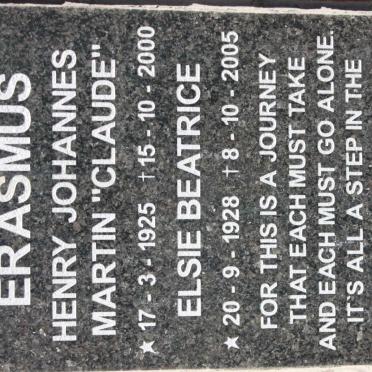 ERASMUS
HENRY JOHANNES
MARTIN "CLAUDE"
★ 17 - 3 - 1925 † 15 - 10 - 2000
ELSIE BEATRICE
★ 20 - 9 - 1928 † 8 - 10 - 2005
FOR THIS IS A JOURNEY
THAT EACH MUST TAKE
AND EACH MUST GO ALONE.
IT`S ALL A STEP IN THE